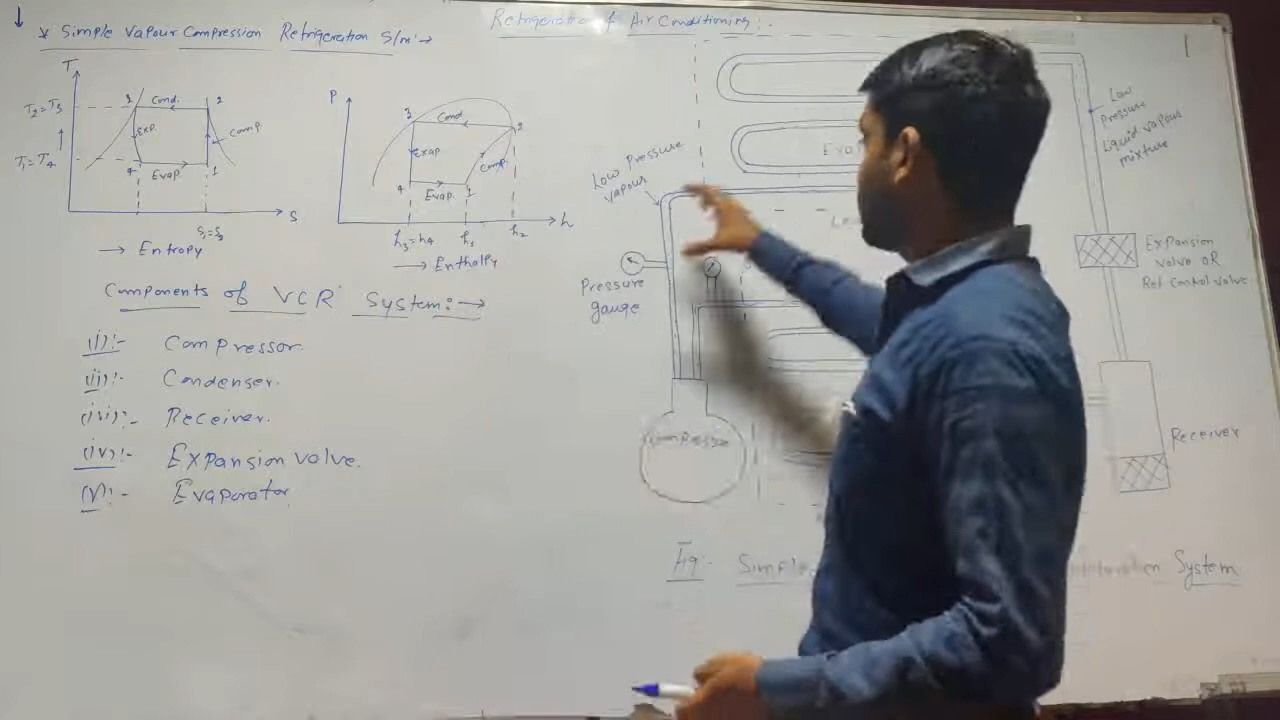 Refrigeration & Air Conditioning:-
* Simple Vapour Compression Refrigeration S/m:→
T
T₂=T₃
T₁=T₄
3 Cond. 2
Exp.
Comp
4 Evap. 1
S
S₁=S₂
→ Entropy
P
3 Cond. 2
Exp
Comp.
4 Evap. 1
h
h₃=h₄ h₁ h₂
→ Enthalpy
Components of VCR System:→
(i):- Compressor.
(ii):- Condenser.
(iii):- Receiver.
(iv):- Expansion valve.
(v):- Evaporator
Low Pressure
Vapour
Pressure
gauge
Compressor
Low
Pressure
Liquid vapour
mixture
Expansion
valve OR
Ref. Control valve
Receiver
Fig. Simple System